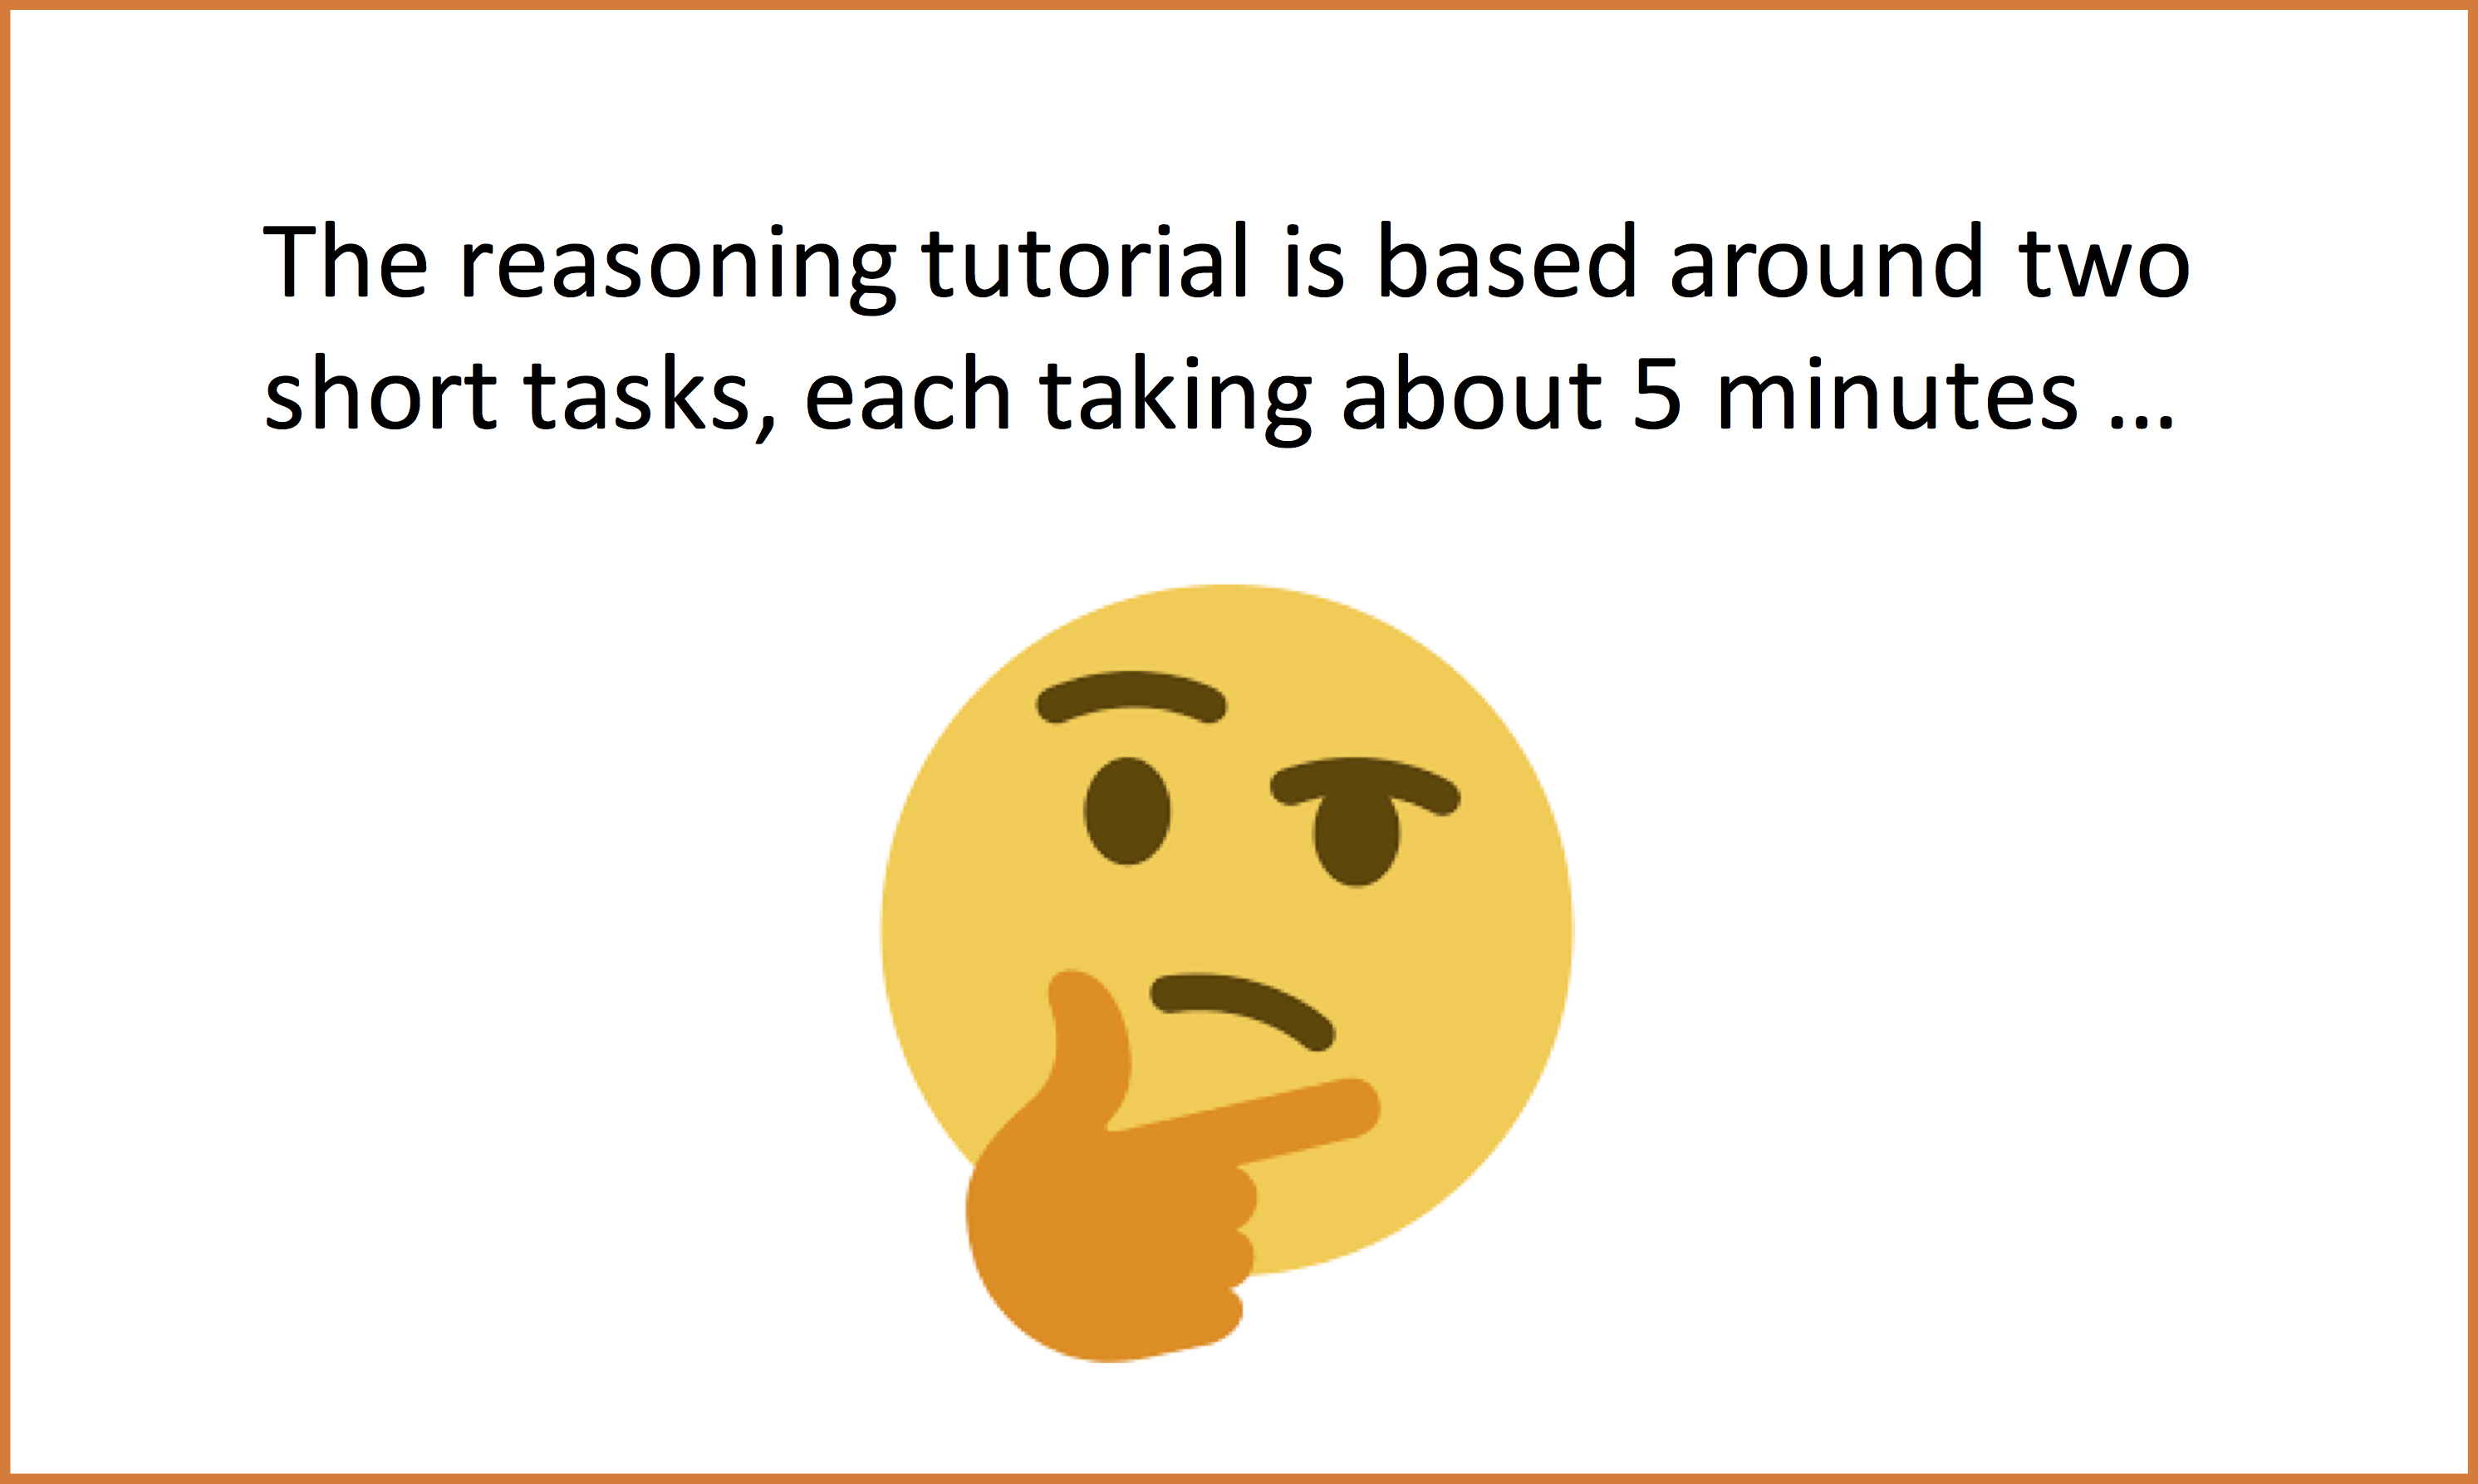 The reasoning tutorial is based around two
short tasks, each taking about 5 minutes ...